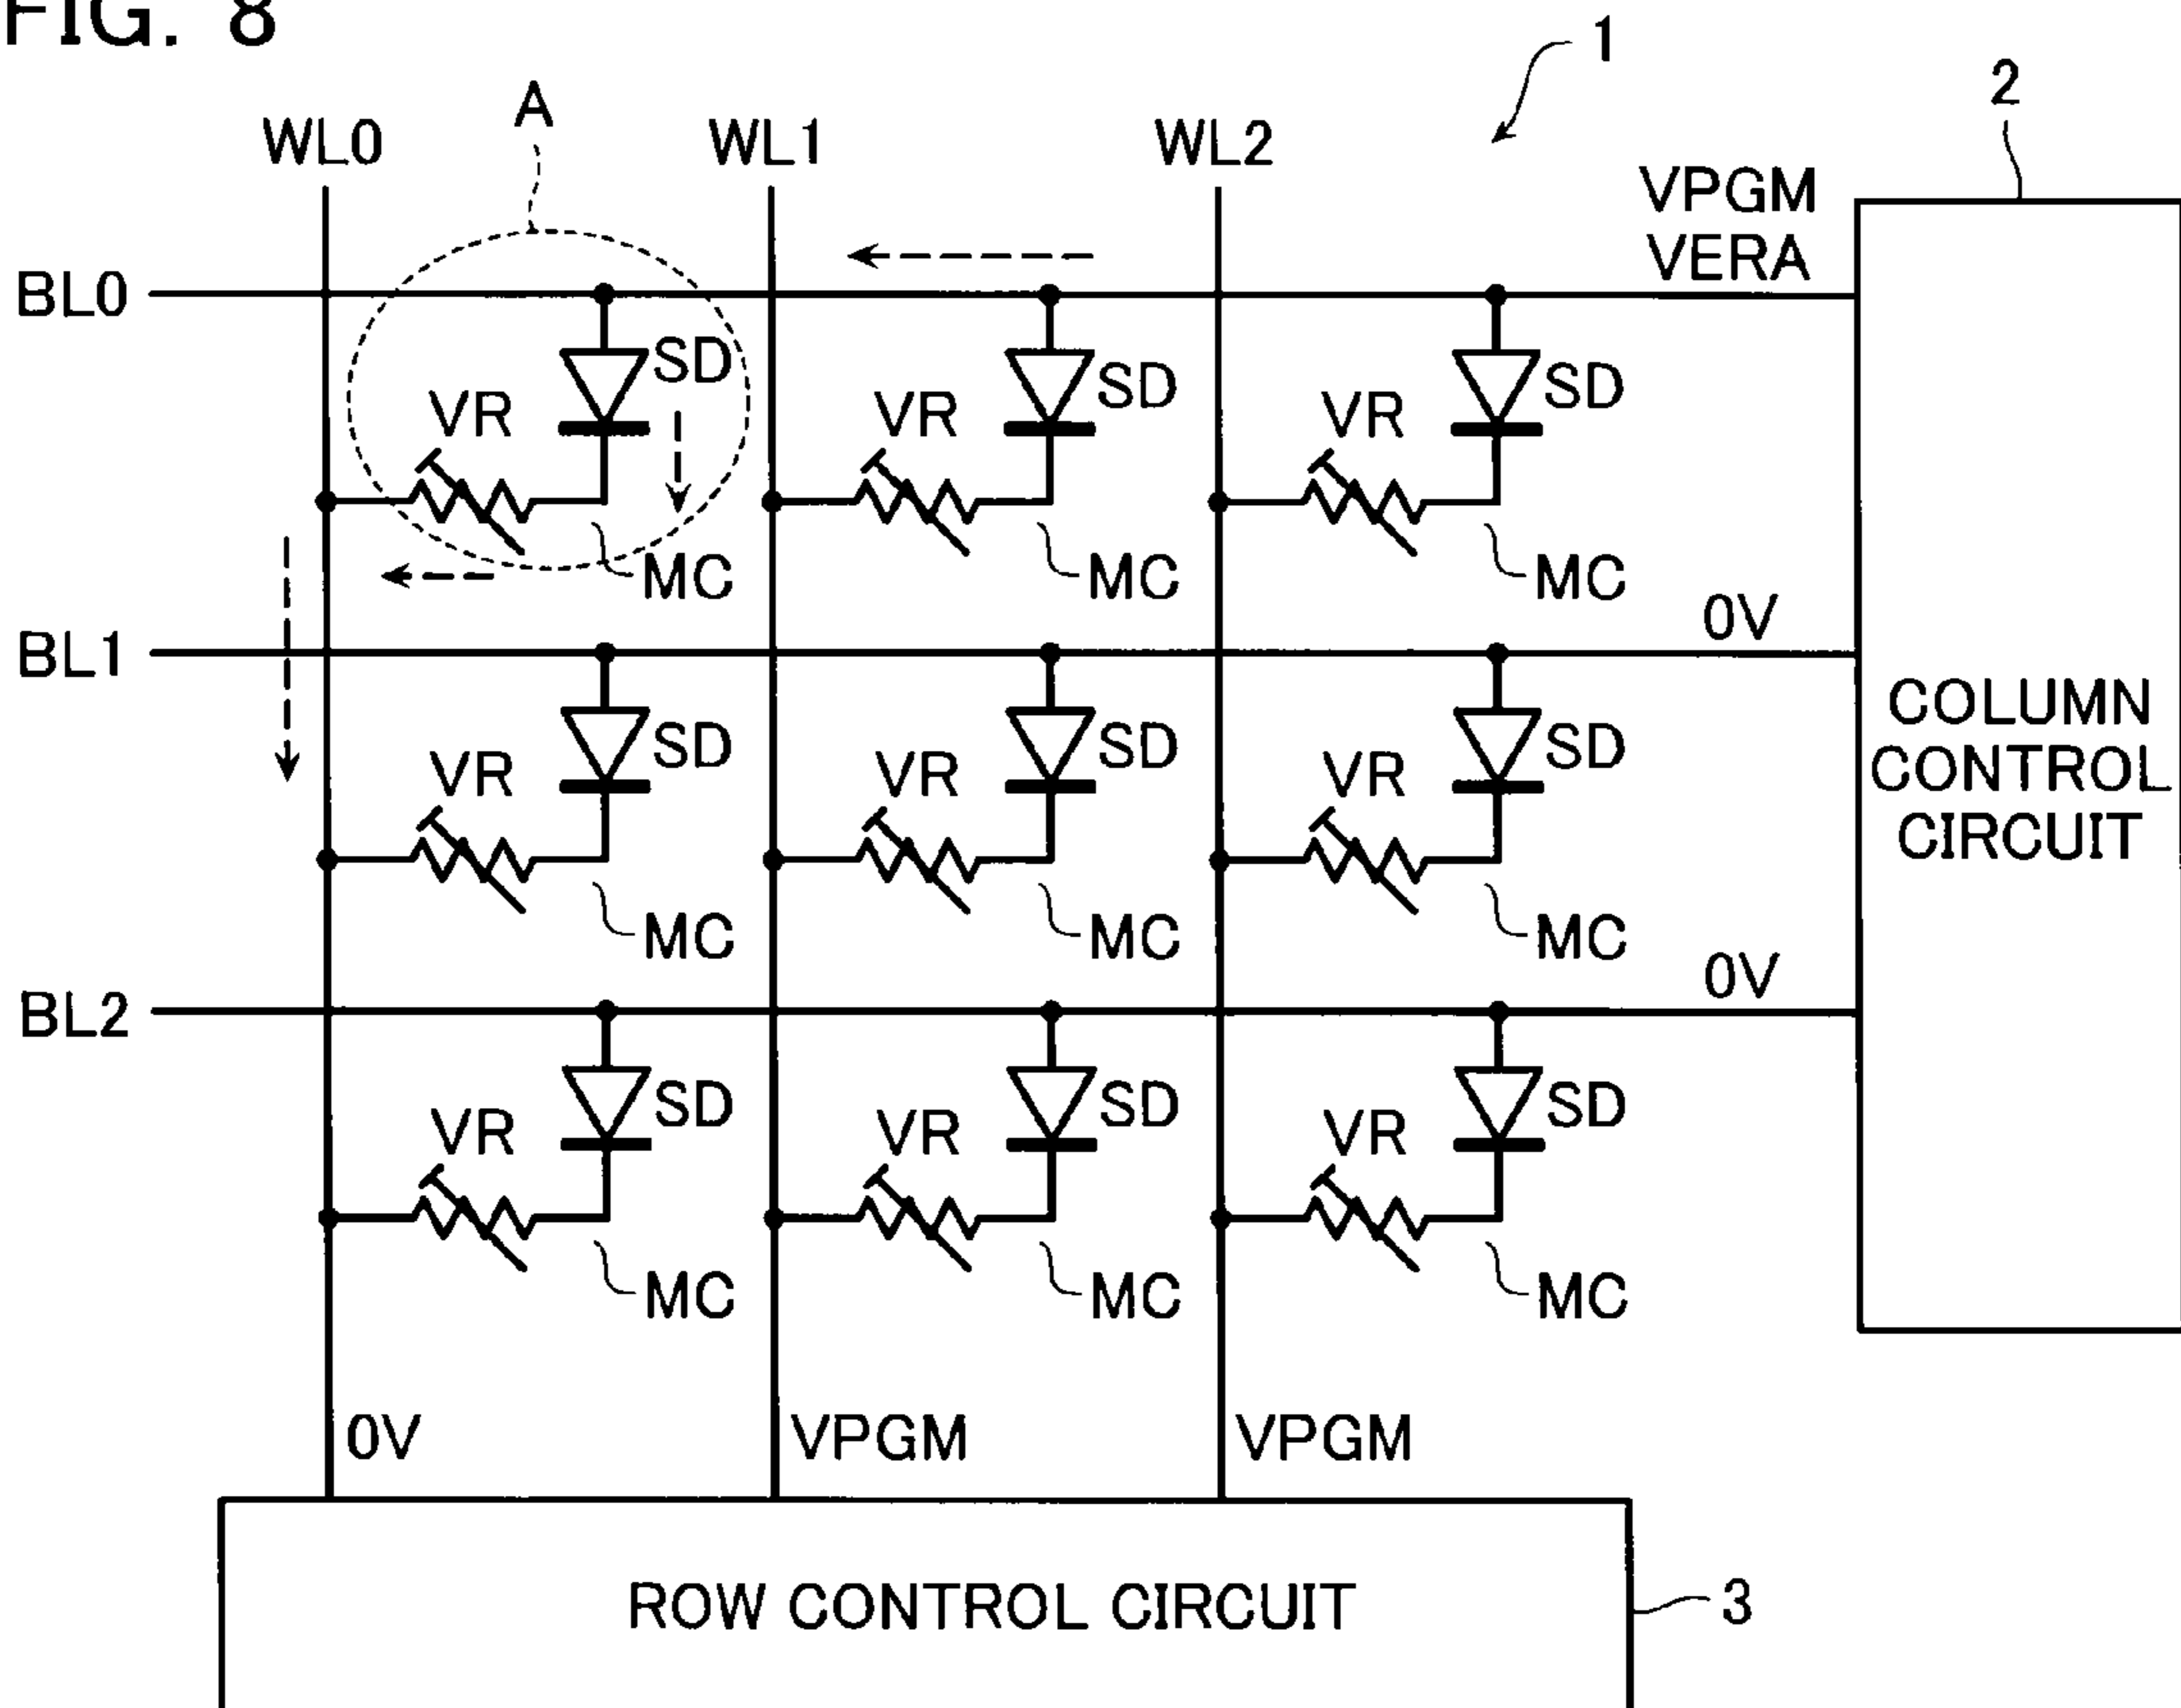 FIG. 8
1
2
A
WL0 WL1 WL2
VPGM
VERA
BL0
SD SD SD
VR VR VR
MC MC MC
0V
BL1
COLUMN
CONTROL
CIRCUIT
SD SD SD
VR VR VR
MC MC MC
0V
BL2
SD SD SD
VR VR VR
MC MC MC
0V VPGM VPGM
ROW CONTROL CIRCUIT
3